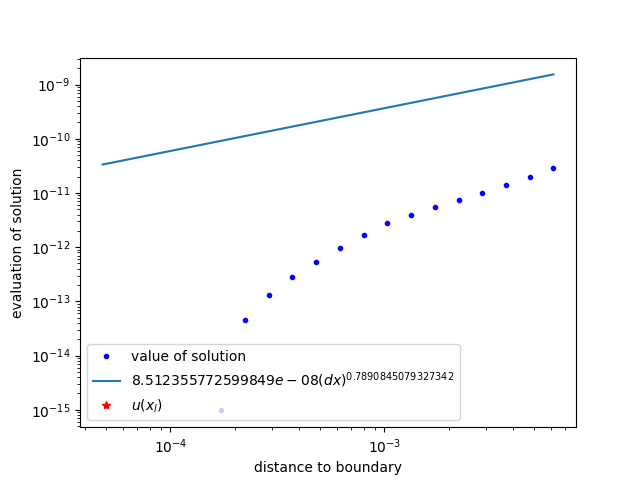 10⁻⁹
10⁻¹⁰
10⁻¹¹
10⁻¹²
10⁻¹³
10⁻¹⁴
10⁻¹⁵
evaluation of solution
value of solution
8.512355772599849e − 08(dx)^0.7890845079327342
u(x_l)
10⁻⁴ 10⁻³
distance to boundary